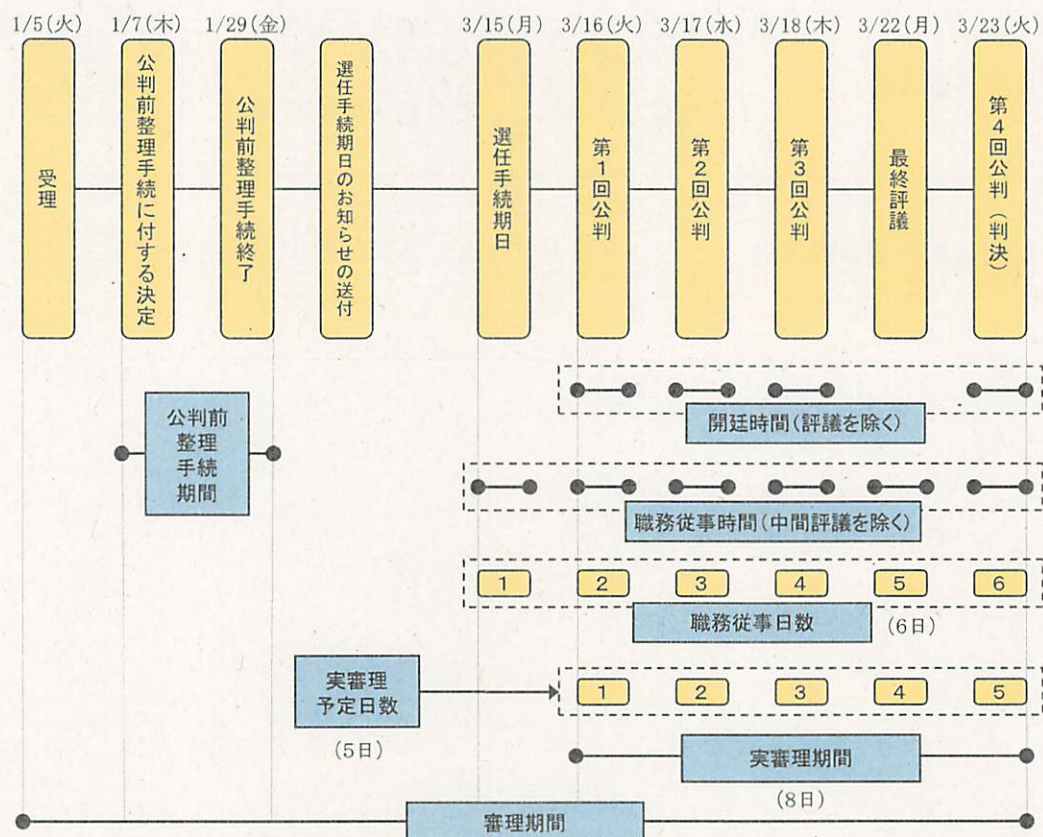 1/5(火) 1/7(木) 1/29(金) 3/15(月) 3/16(火) 3/17(水) 3/18(木) 3/22(月) 3/23(火)
受理
公判前整理手続に付する決定
公判前整理手続終了
選任手続期日のお知らせの送付
選任手続期日
第1回公判
第2回公判
第3回公判
最終評議
第4回公判(判決)
公判前
整理
手続
期間
開廷時間(評議を除く)
職務従事時間(中間評議を除く)
1 2 3 4 5 6
職務従事日数 (6日)
実審理
予定日数
(5日)
1 2 3 4 5
実審理期間
(8日)
審理期間